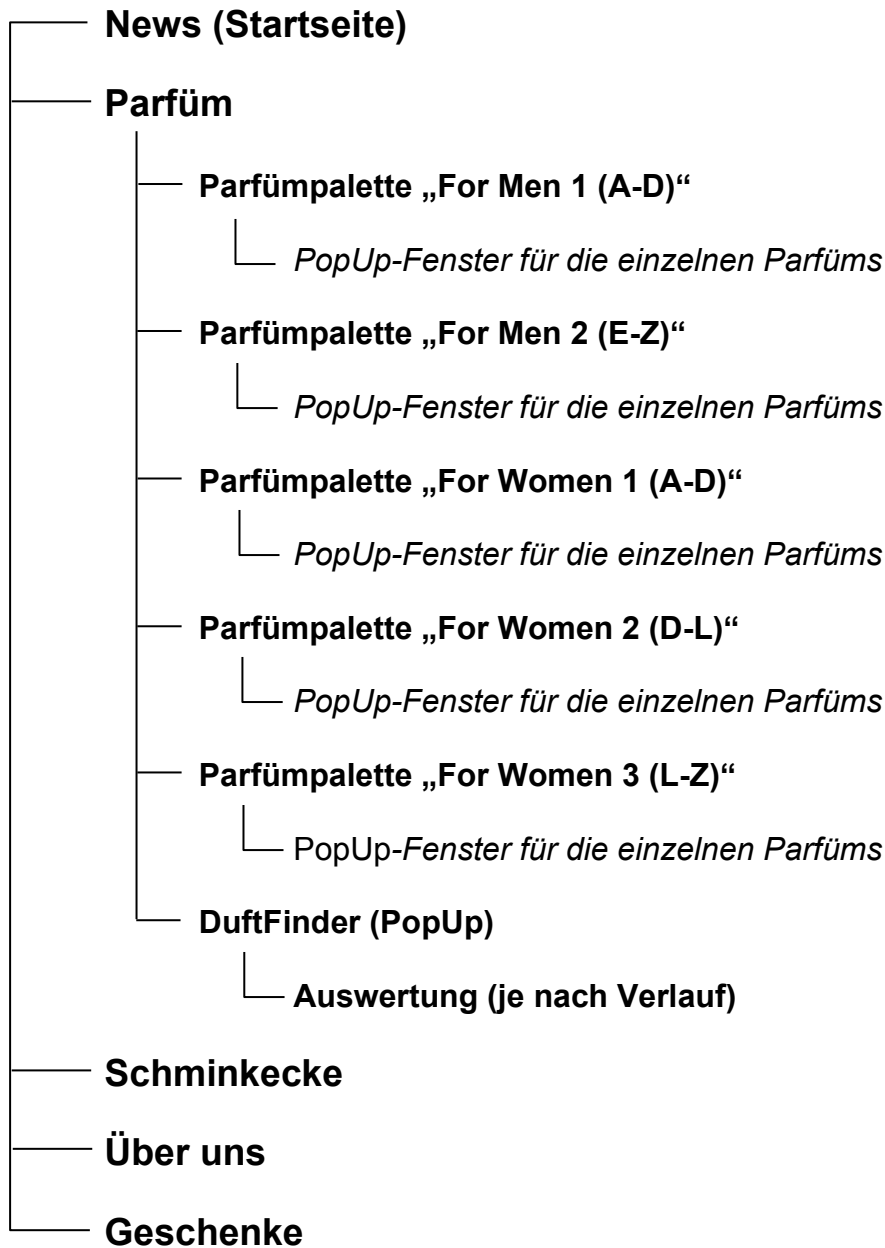 News (Startseite)
Parfüm
Parfümpalette „For Men 1 (A-D)“
PopUp-Fenster für die einzelnen Parfüms
Parfümpalette „For Men 2 (E-Z)“
PopUp-Fenster für die einzelnen Parfüms
Parfümpalette „For Women 1 (A-D)“
PopUp-Fenster für die einzelnen Parfüms
Parfümpalette „For Women 2 (D-L)“
PopUp-Fenster für die einzelnen Parfüms
Parfümpalette „For Women 3 (L-Z)“
PopUp-Fenster für die einzelnen Parfüms
DuftFinder (PopUp)
Auswertung (je nach Verlauf)
Schminkecke
Über uns
Geschenke